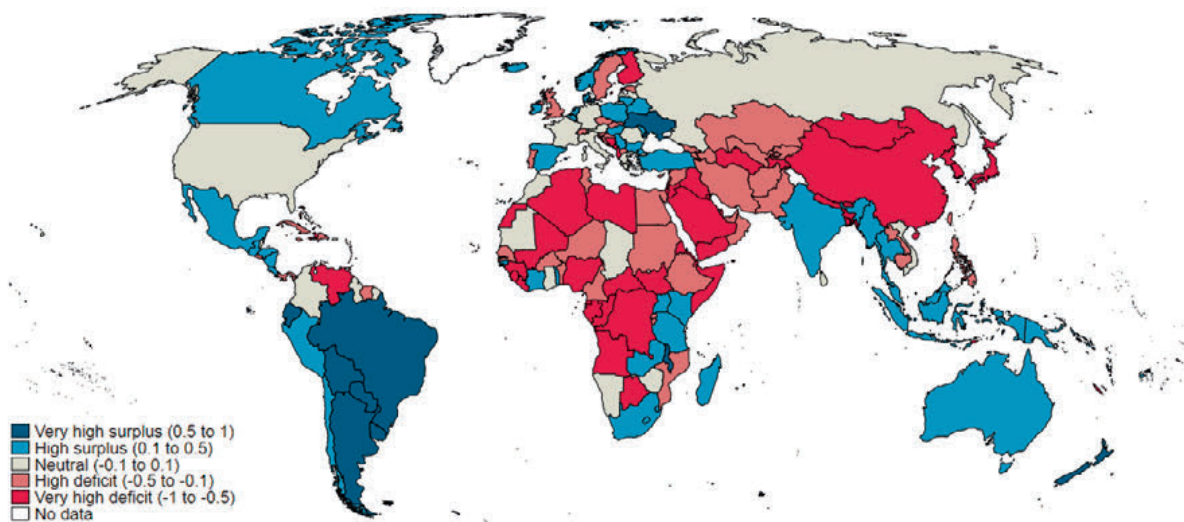 Very high surplus (0.5 to 1)
High surplus (0.1 to 0.5)
Neutral (-0.1 to 0.1)
High deficit (-0.5 to -0.1)
Very high deficit (-1 to -0.5)
No data